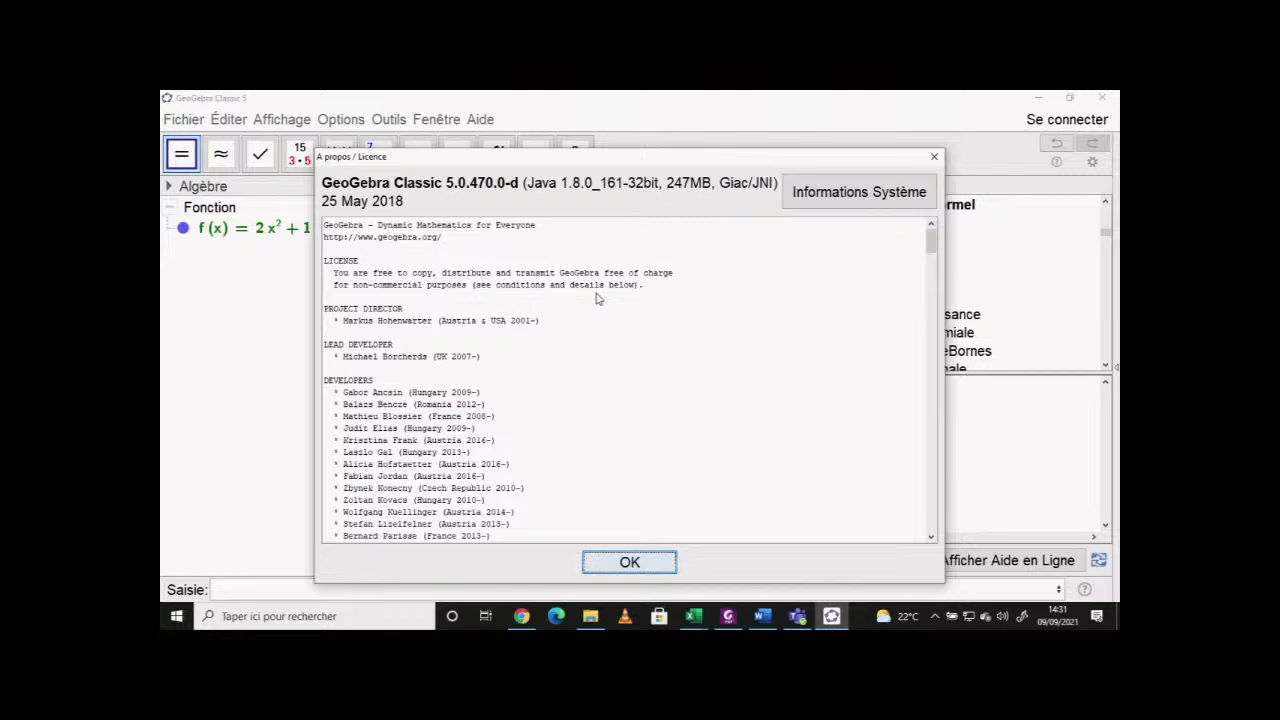 GeoGebra Classic 5
Fichier Éditer Affichage Options Outils Fenêtre Aide
Se connecter
= ≈ ✓ 15
3•5
7
A propos / Licence
GeoGebra Classic 5.0.470.0-d (Java 1.8.0_161-32bit, 247MB, Giac/JNI)
25 May 2018
Informations Système
Algèbre
Fonction
f(x) = 2x² + 1
GeoGebra - Dynamic Mathematics for Everyone
http://www.geogebra.org/
LICENSE
You are free to copy, distribute and transmit GeoGebra free of charge
for non-commercial purposes (see conditions and details below).
PROJECT DIRECTOR
* Markus Hohenwarter (Austria & USA 2001-)
LEAD DEVELOPER
* Michael Borcherds (UK 2007-)
DEVELOPERS
* Gabor Ancsin (Hungary 2009-)
* Balazs Bencze (Romania 2012-)
* Mathieu Blossier (France 2008-)
* Judit Elias (Hungary 2009-)
* Krisztina Frank (Austria 2016-)
* Laszlo Gal (Hungary 2013-)
* Alicia Hofstaetter (Austria 2016-)
* Fabian Jordan (Austria 2016-)
* Zbynek Konecny (Czech Republic 2010-)
* Zoltan Kovacs (Hungary 2010-)
* Wolfgang Kuellinger (Austria 2014-)
* Stefan Lizelfelner (Austria 2013-)
* Bernard Parisse (France 2013-)
OK
ormel
sance
miale
eBornes
nale
Afficher Aide en Ligne
Saisie:
Taper ici pour rechercher
22°C
14:31
09/09/2021